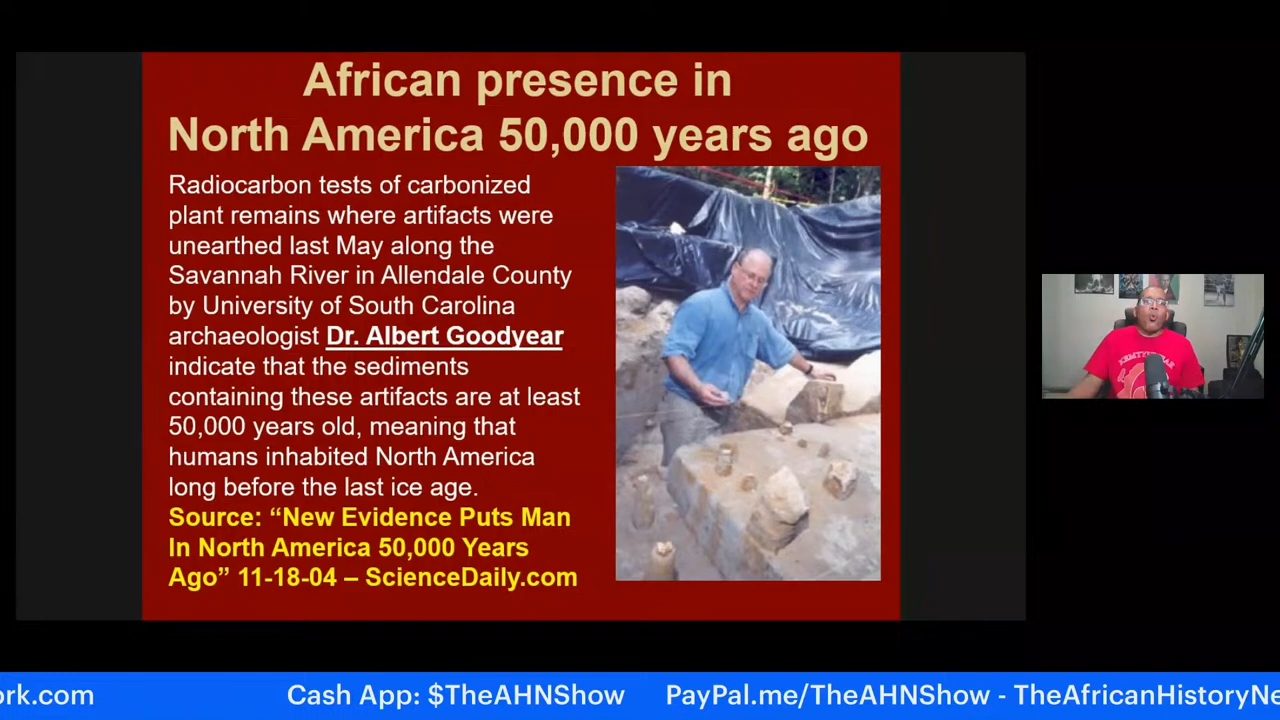 African presence in
North America 50,000 years ago
Radiocarbon tests of carbonized
plant remains where artifacts were
unearthed last May along the
Savannah River in Allendale County
by University of South Carolina
archaeologist Dr. Albert Goodyear
indicate that the sediments
containing these artifacts are at least
50,000 years old, meaning that
humans inhabited North America
long before the last ice age.
Source: “New Evidence Puts Man
In North America 50,000 Years
Ago” 11-18-04 – ScienceDaily.com
ork.com Cash App: $TheAHNShow PayPal.me/TheAHNShow - TheAfricanHistoryNe